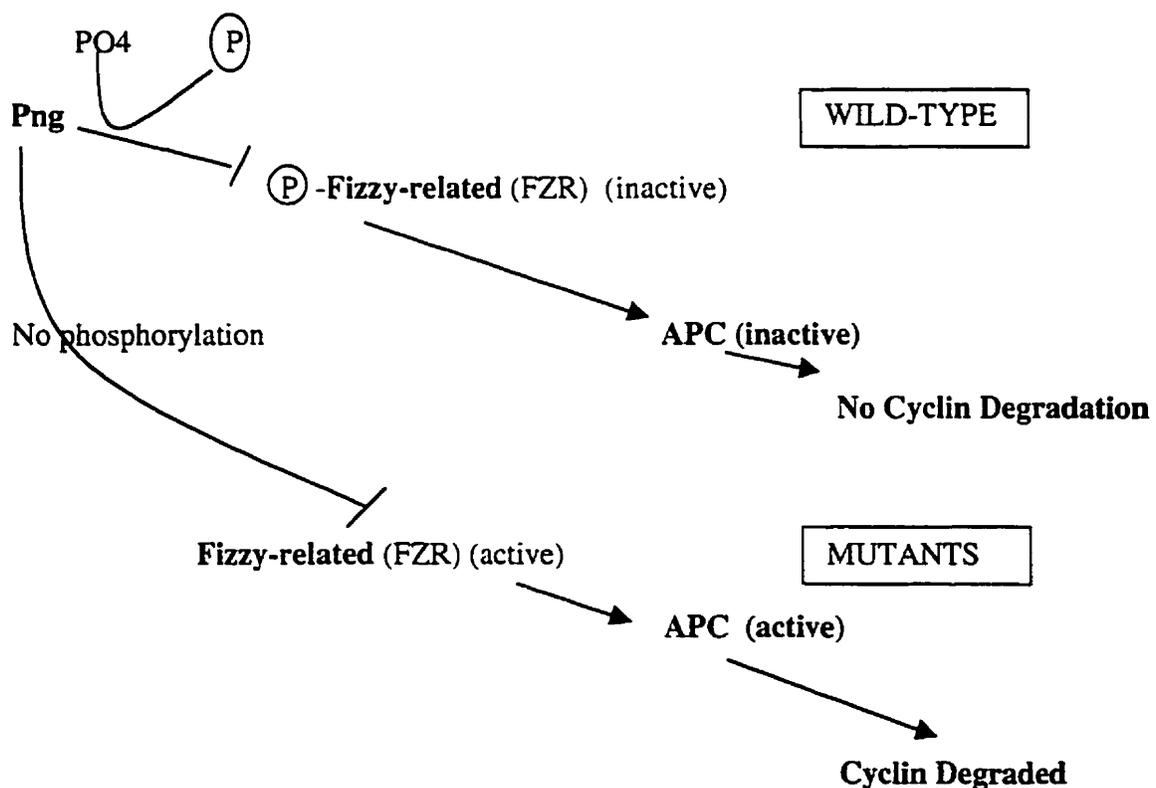 PO4
P
Png
WILD-TYPE
P -Fizzy-related (FZR) (inactive)
No phosphorylation
APC (inactive)
No Cyclin Degradation
Fizzy-related (FZR) (active)
MUTANTS
APC (active)
Cyclin Degraded